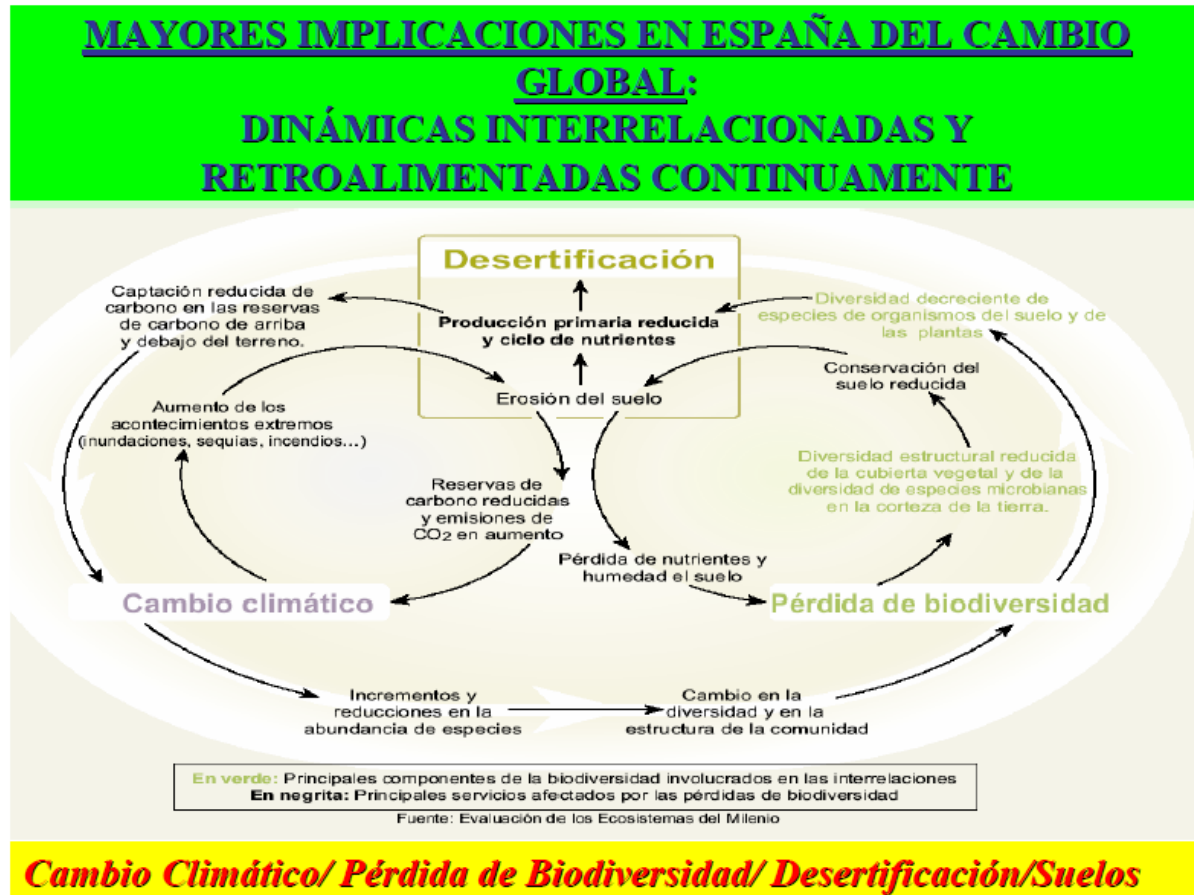 MAYORES IMPLICACIONES EN ESPAÑA DEL CAMBIO
GLOBAL:
DINÁMICAS INTERRELACIONADAS Y
RETROALIMENTADAS CONTINUAMENTE
Desertificación
Captación reducida de
carbono en las reservas
de carbono de arriba
y debajo del terreno.
Producción primaria reducida
y ciclo de nutrientes
Diversidad decreciente de
especies de organismos del suelo y de
las plantas
Conservación del
suelo reducida
Erosión del suelo
Aumento de los
acontecimientos extremos
(inundaciones, sequias, incendios...)
Diversidad estructural reducida
de la cubierta vegetal y de la
diversidad de especies microbianas
en la corteza de la tierra.
Reservas de
carbono reducidas
y emisiones de
CO2 en aumento
Pérdida de nutrientes y
humedad el suelo
Cambio climático
Pérdida de biodiversidad
Incrementos y
reducciones en la
abundancia de especies
Cambio en la
diversidad y en la
estructura de la comunidad
En verde: Principales componentes de la biodiversidad involucrados en las interrelaciones
En negrita: Principales servicios afectados por las pérdidas de biodiversidad
Fuente: Evaluación de los Ecosistemas del Milenio
Cambio Climático/ Pérdida de Biodiversidad/ Desertificación/Suelos